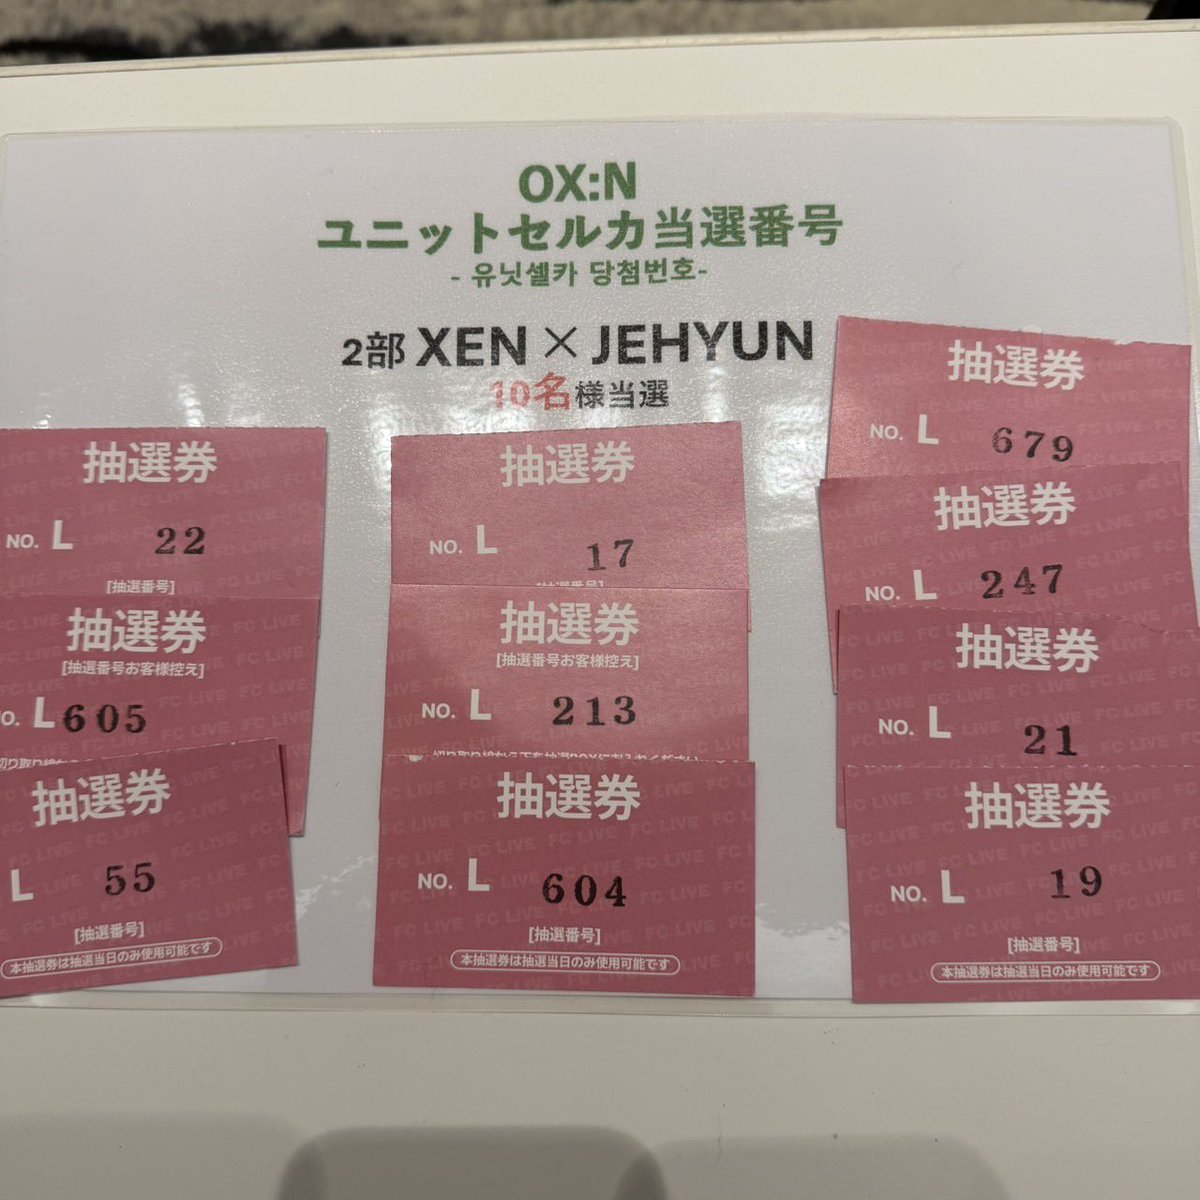 OX:N
ユニットセルカ当選番号
- 유닛셀카 당첨번호-
2部 XEN × JEHYUN
10名様当選
抽選券
NO. L 22
[抽選番号]
抽選券
[抽選番号お客様控え]
NO. L 605
抽選券
L 55
[抽選番号]
本抽選券は抽選当日のみ使用可能です
抽選券
NO. L 17
[抽選番号]
抽選券
[抽選番号お客様控え]
NO. L 213
抽選券
NO. L 604
[抽選番号]
本抽選券は抽選当日のみ使用可能です
抽選券
NO. L 679
抽選券
NO. L 247
抽選券
NO. L 21
抽選券
NO. L 19
[抽選番号]
本抽選券は抽選当日のみ使用可能です
FC LIVE